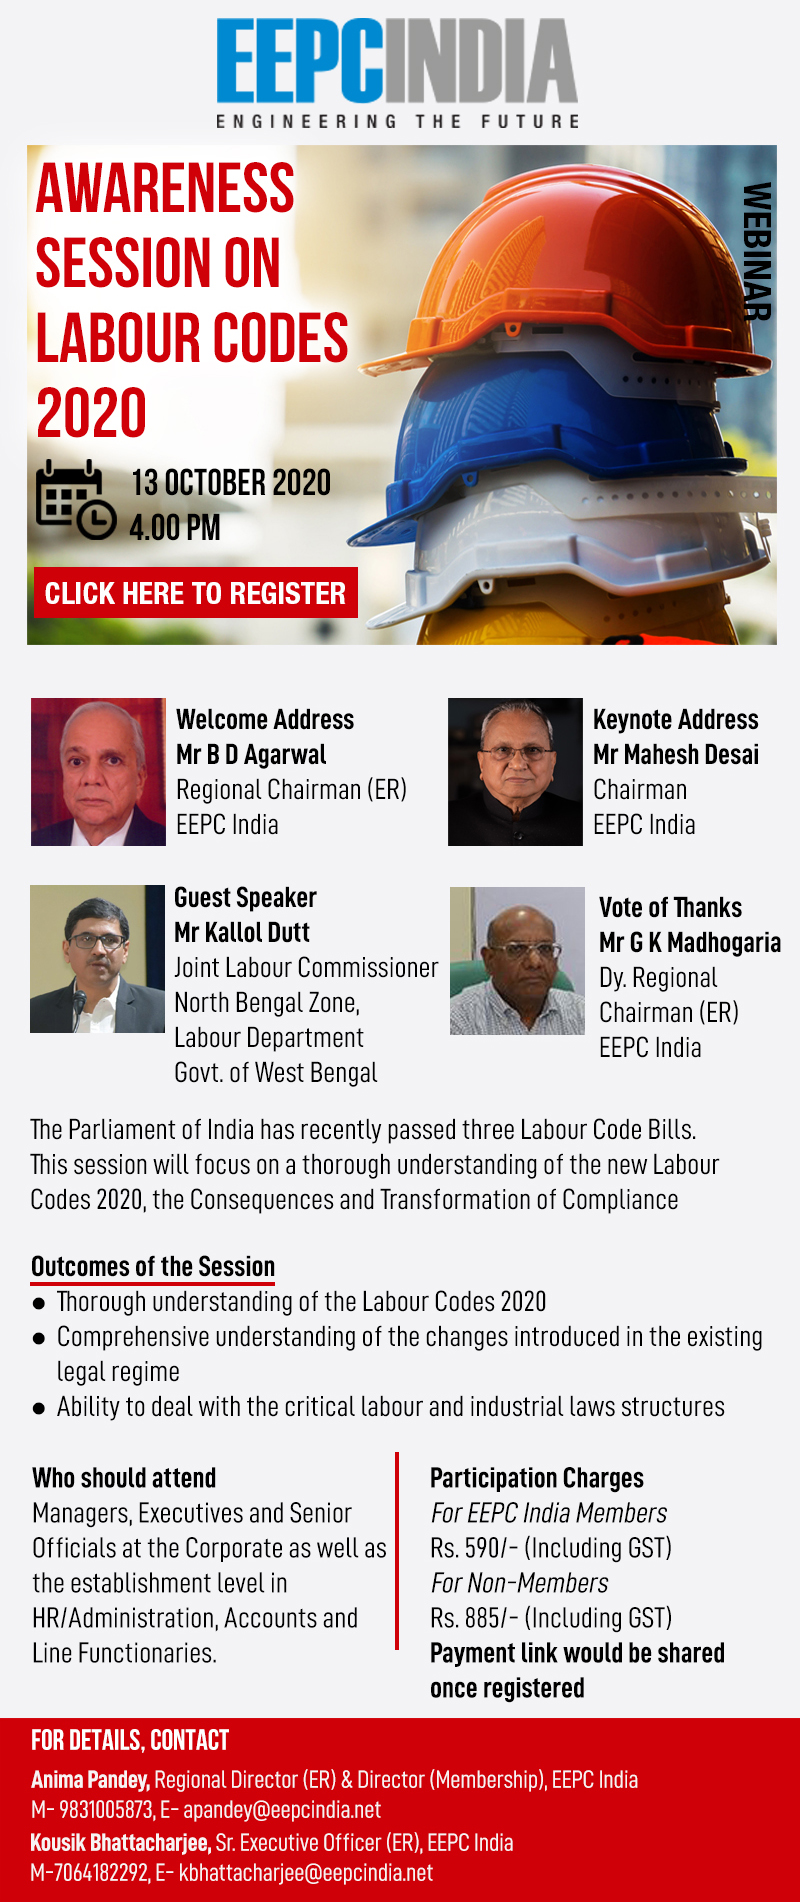 EEPCINDIA
ENGINEERING THE FUTURE
AWARENESS
SESSION ON
LABOUR CODES
2020
WEBINAR
13 OCTOBER 2020
4.00 PM
CLICK HERE TO REGISTER
Welcome Address
Mr B D Agarwal
Regional Chairman (ER)
EEPC India
Keynote Address
Mr Mahesh Desai
Chairman
EEPC India
Guest Speaker
Mr Kallol Dutt
Joint Labour Commissioner
North Bengal Zone,
Labour Department
Govt. of West Bengal
Vote of Thanks
Mr G K Madhogaria
Dy. Regional
Chairman (ER)
EEPC India
The Parliament of India has recently passed three Labour Code Bills.
This session will focus on a thorough understanding of the new Labour
Codes 2020, the Consequences and Transformation of Compliance
Outcomes of the Session
● Thorough understanding of the Labour Codes 2020
● Comprehensive understanding of the changes introduced in the existing
legal regime
● Ability to deal with the critical labour and industrial laws structures
Who should attend
Managers, Executives and Senior
Officials at the Corporate as well as
the establishment level in
HR/Administration, Accounts and
Line Functionaries.
Participation Charges
For EEPC India Members
Rs. 590/- (Including GST)
For Non-Members
Rs. 885/- (Including GST)
Payment link would be shared
once registered
FOR DETAILS, CONTACT
Anima Pandey, Regional Director (ER) & Director (Membership), EEPC India
M- 9831005873, E- apandey@eepcindia.net
Kousik Bhattacharjee, Sr. Executive Officer (ER), EEPC India
M-7064182292, E- kbhattacharjee@eepcindia.net